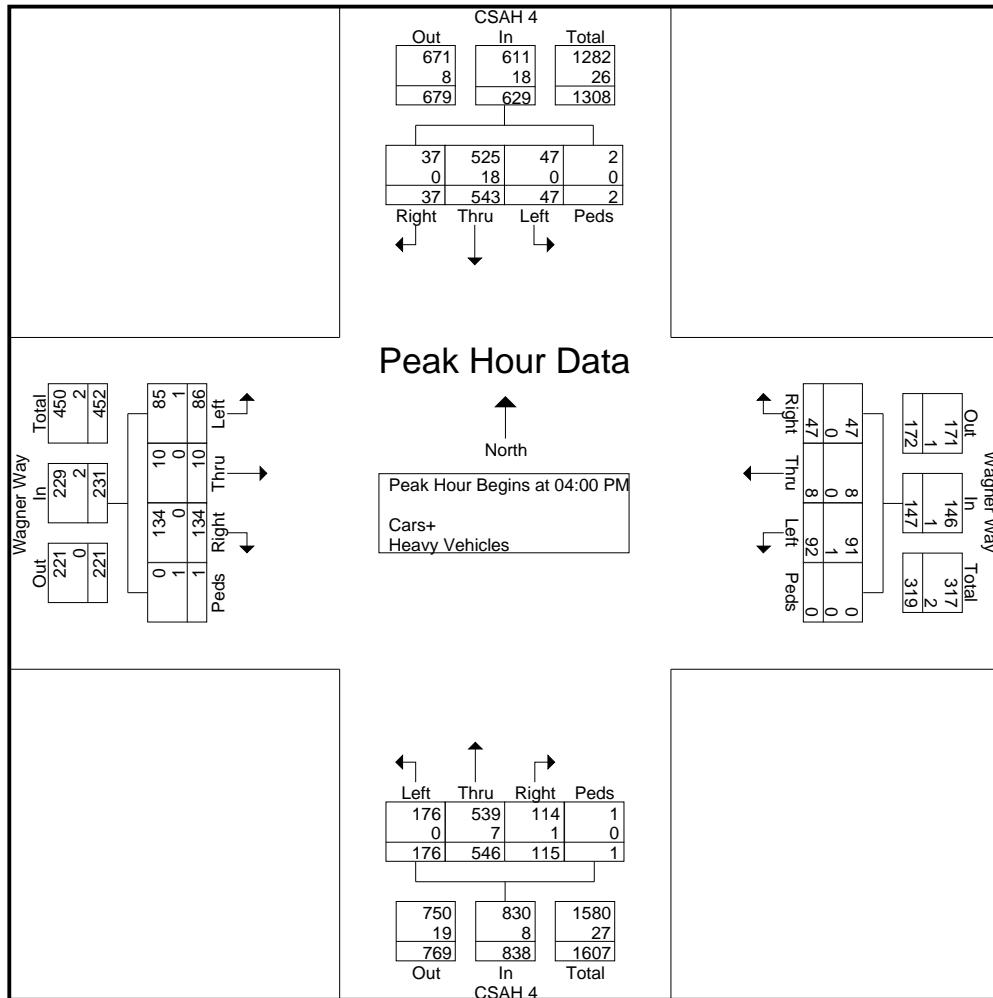 CSAH 4
Out In Total
671 611 1282
8 18 26
679 629 1308
37 525 47 2
0 18 0 0
37 543 47 2
Right Thru Left Peds
Peak Hour Data
North
Peak Hour Begins at 04:00 PM
Cars+
Heavy Vehicles
Wagner Way
Out In Total
221 229 450
0 2 2
221 231 452
0 134 10 85
1 0 0 1
1 134 10 86
Peds Right Thru Left
Wagner Way
Out In Total
171 146 317
1 1 2
172 147 319
47 8 91 0
0 0 1 0
47 8 92 0
Right Thru Left Peds
Left Thru Right Peds
176 539 114 1
0 7 1 0
176 546 115 1
750 830 1580
19 8 27
769 838 1607
Out In Total
CSAH 4